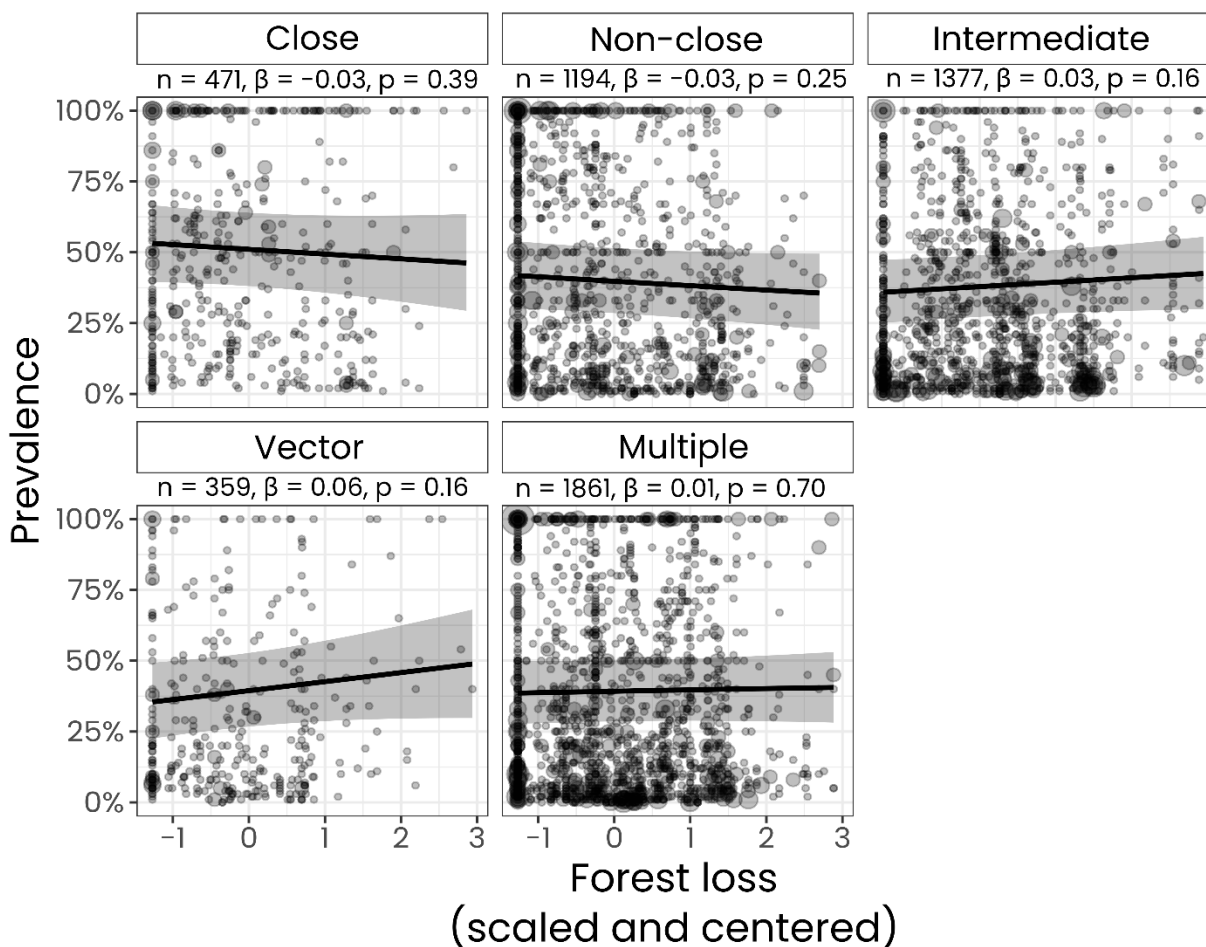 Close
n = 471, β = −0.03, p = 0.39
Non-close
n = 1194, β = −0.03, p = 0.25
Intermediate
n = 1377, β = 0.03, p = 0.16
100%
75%
50%
25%
0%
Vector
n = 359, β = 0.06, p = 0.16
Multiple
n = 1861, β = 0.01, p = 0.70
100%
75%
50%
25%
0%
Prevalence
−1 0 1 2 3
−1 0 1 2 3
Forest loss
(scaled and centered)